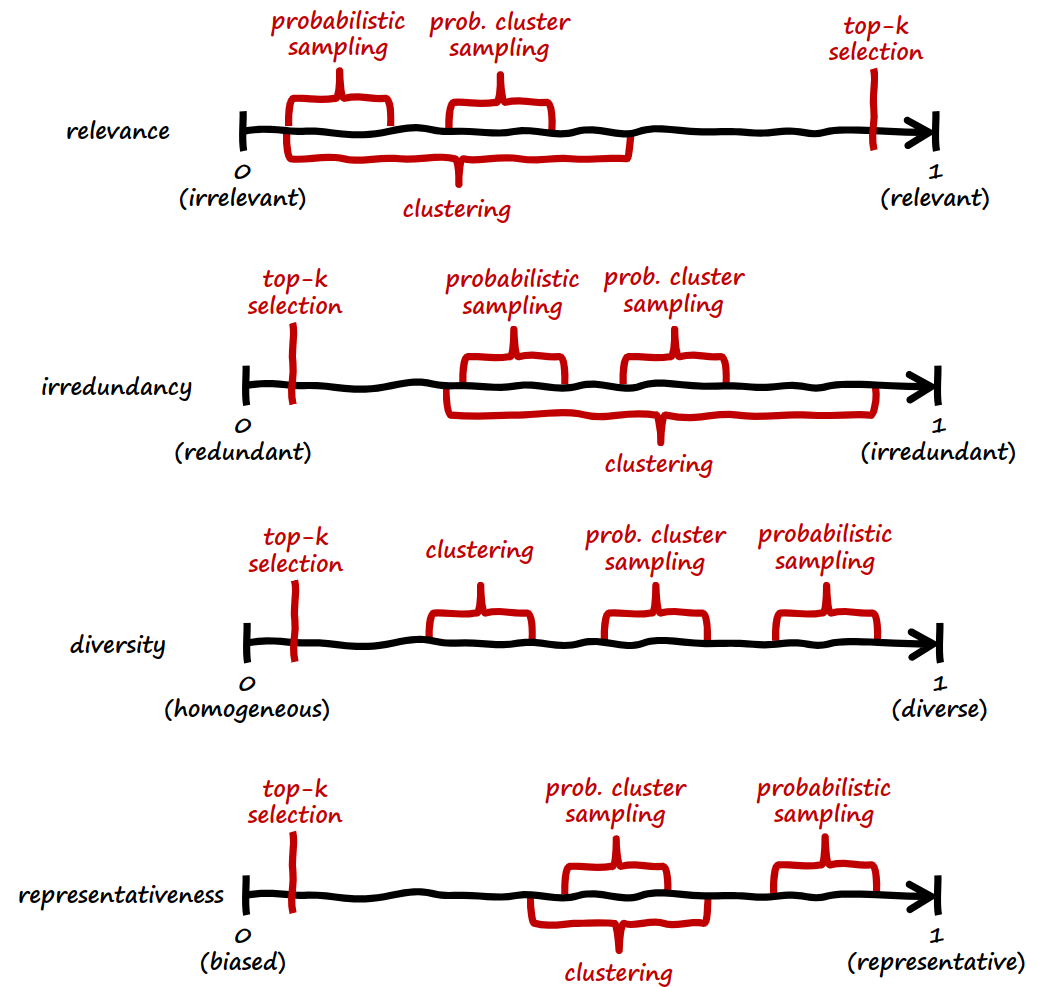 probabilistic
sampling
prob. cluster
sampling
top-k
selection
relevance
0
(irrelevant)
1
(relevant)
clustering
top-k
selection
probabilistic
sampling
prob. cluster
sampling
irredundancy
0
(redundant)
1
(irredundant)
clustering
top-k
selection
clustering
prob. cluster
sampling
probabilistic
sampling
diversity
0
(homogeneous)
1
(diverse)
top-k
selection
prob. cluster
sampling
probabilistic
sampling
representativeness
0
(biased)
1
(representative)
clustering